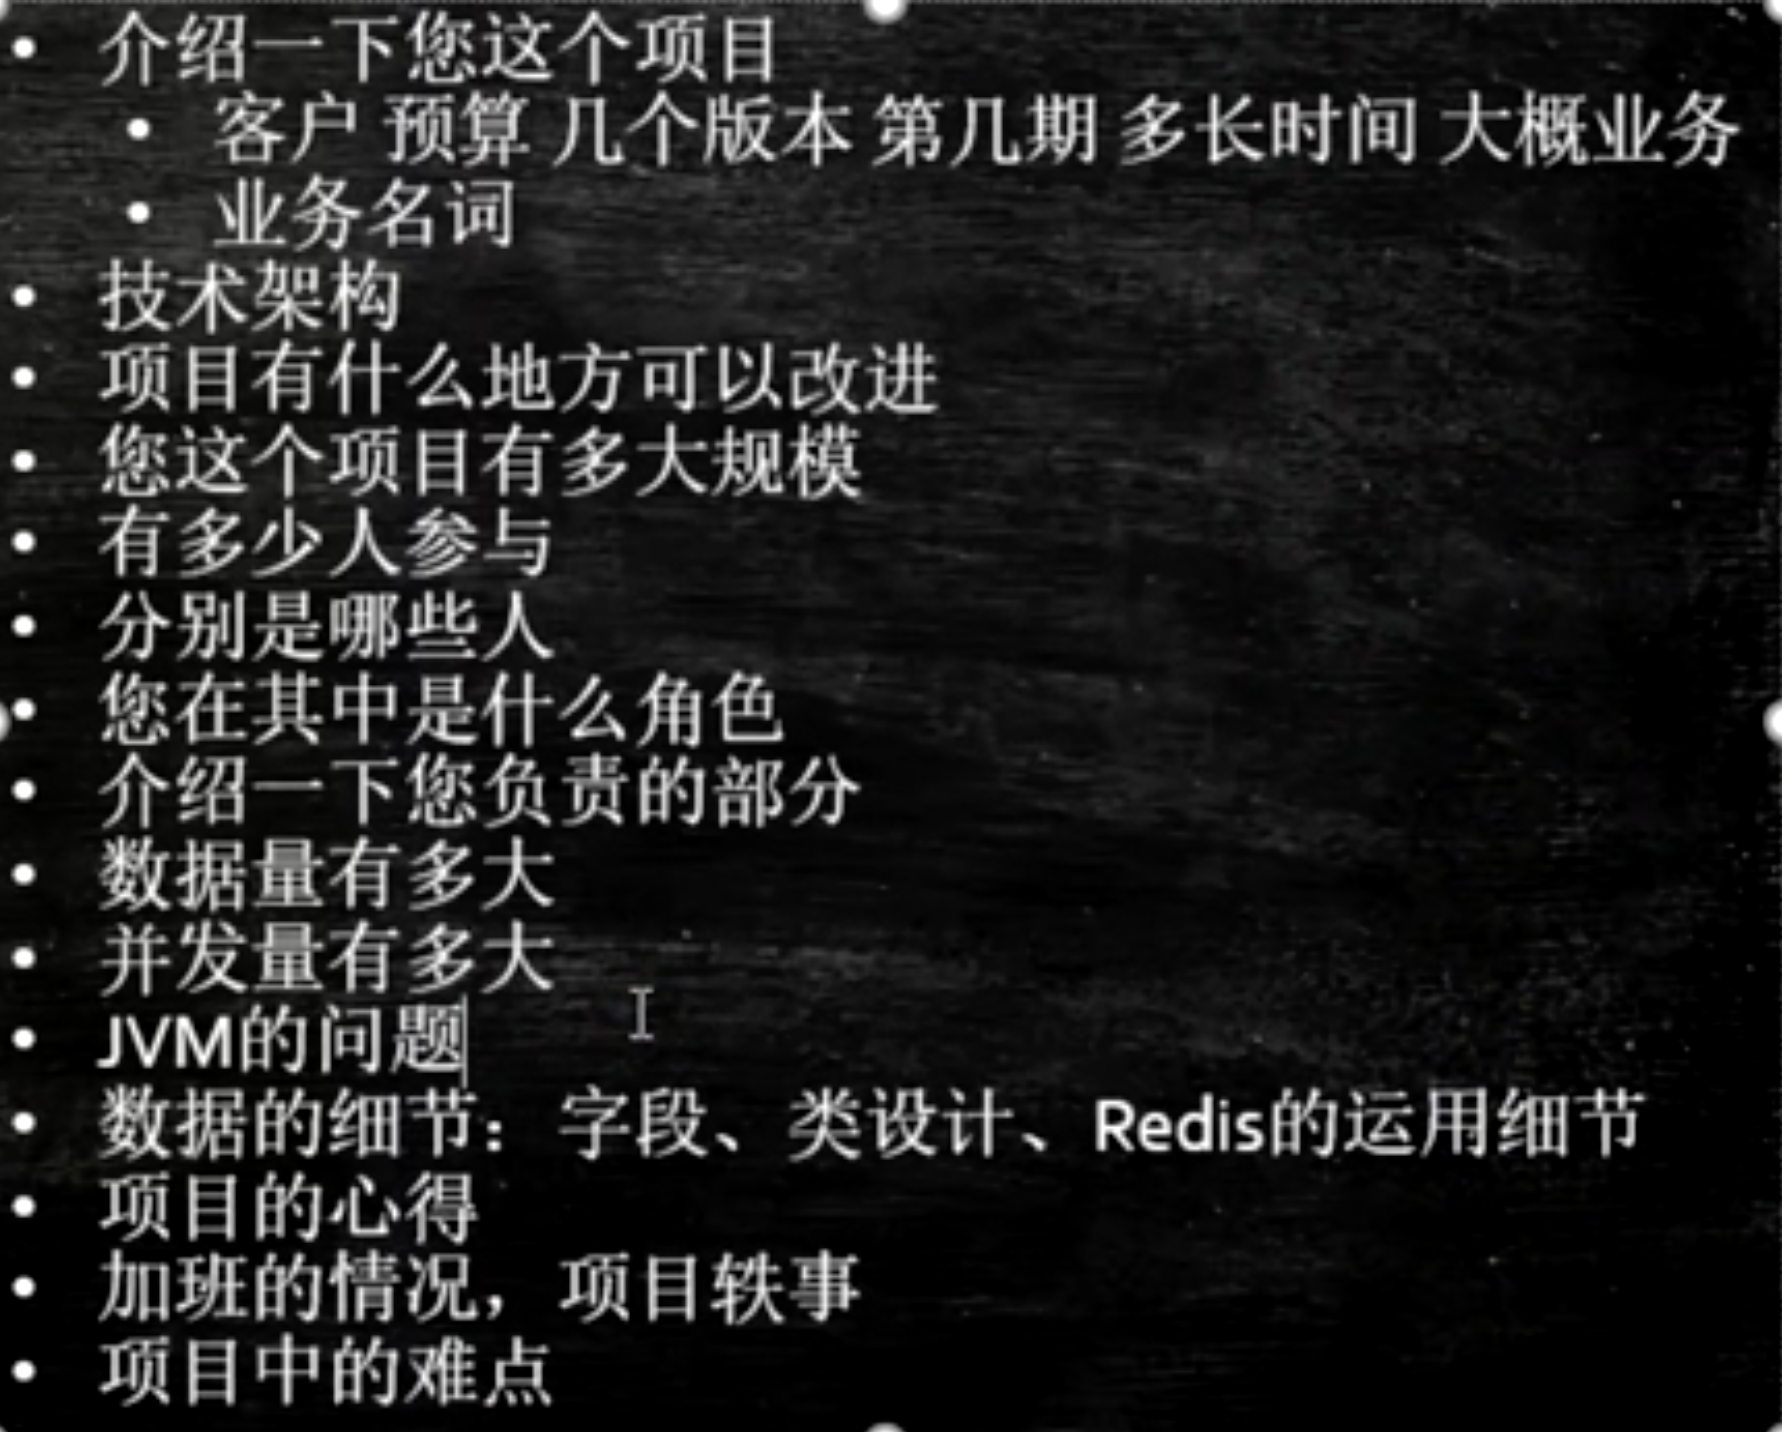 • 介绍一下您这个项目
• 客户 预算 几个版本 第几期 多长时间 大概业务
• 业务名词
• 技术架构
• 项目有什么地方可以改进
• 您这个项目有多大规模
• 有多少人参与
• 分别是哪些人
• 您在其中是什么角色
• 介绍一下您负责的部分
• 数据量有多大
• 并发量有多大
• JVM的问题
• 数据的细节：字段、类设计、Redis的运用细节
• 项目的心得
• 加班的情况，项目轶事
• 项目中的难点